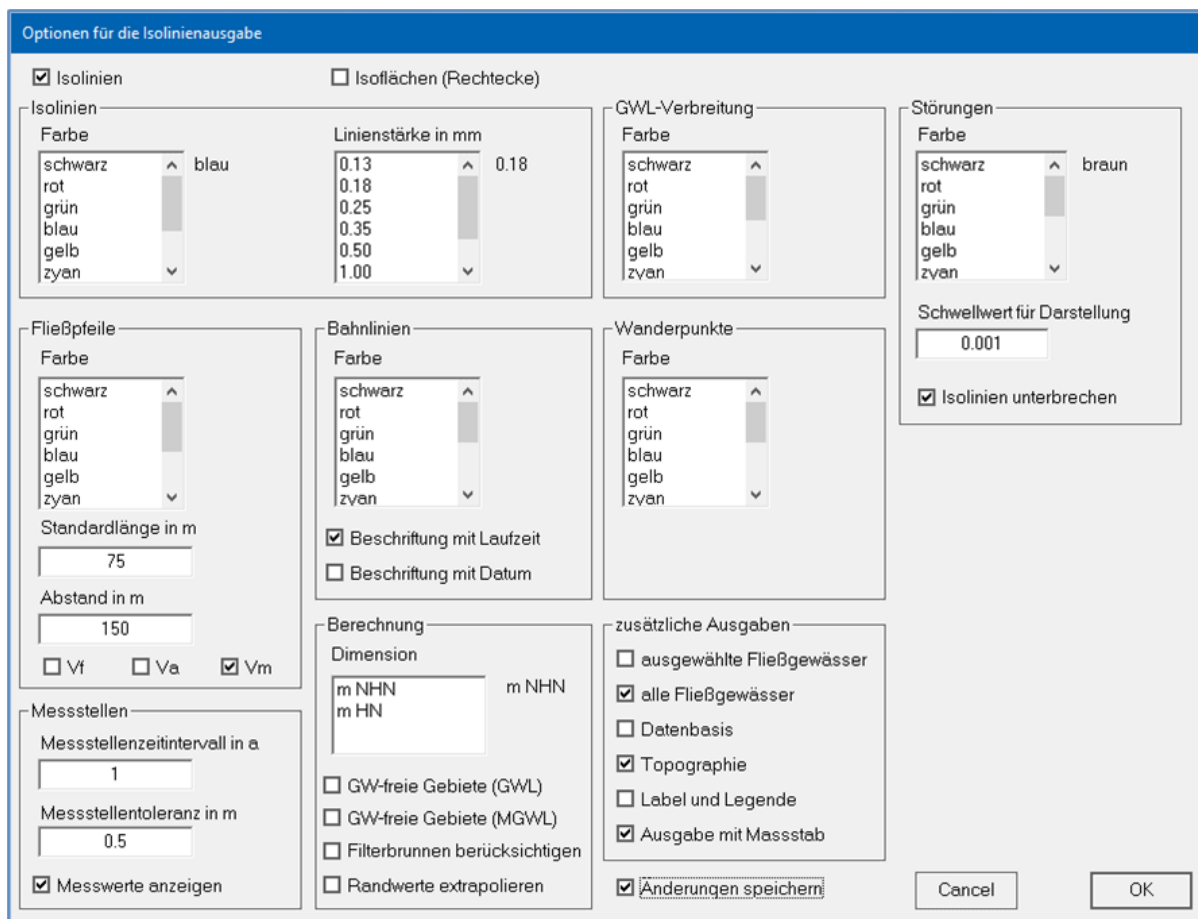 Optionen für die Isolinienausgabe
Isolinien
Isoflächen (Rechtecke)
Isolinien
Farbe
schwarz
rot
grün
blau
gelb
zyan
blau
Linienstärke in mm
0.13
0.18
0.25
0.35
0.50
1.00
0.18
GWL-Verbreitung
Farbe
schwarz
rot
grün
blau
gelb
zyan
Störungen
Farbe
schwarz
rot
grün
blau
gelb
zyan
braun
Schwellwert für Darstellung
0.001
Isolinien unterbrechen
Fließpfeile
Farbe
schwarz
rot
grün
blau
gelb
zyan
Standardlänge in m
75
Abstand in m
150
Vf
Va
Vm
Bahnlinien
Farbe
schwarz
rot
grün
blau
gelb
zyan
Beschriftung mit Laufzeit
Beschriftung mit Datum
Wanderpunkte
Farbe
schwarz
rot
grün
blau
gelb
zyan
Messstellen
Messstellenzeitintervall in a
1
Messstellentoleranz in m
0.5
Messwerte anzeigen
Berechnung
Dimension
m NHN
m HN
m NHN
GW-freie Gebiete (GWL)
GW-freie Gebiete (MGWL)
Filterbrunnen berücksichtigen
Randwerte extrapolieren
zusätzliche Ausgaben
ausgewählte Fließgewässer
alle Fließgewässer
Datenbasis
Topographie
Label und Legende
Ausgabe mit Massstab
Änderungen speichern
Cancel
OK